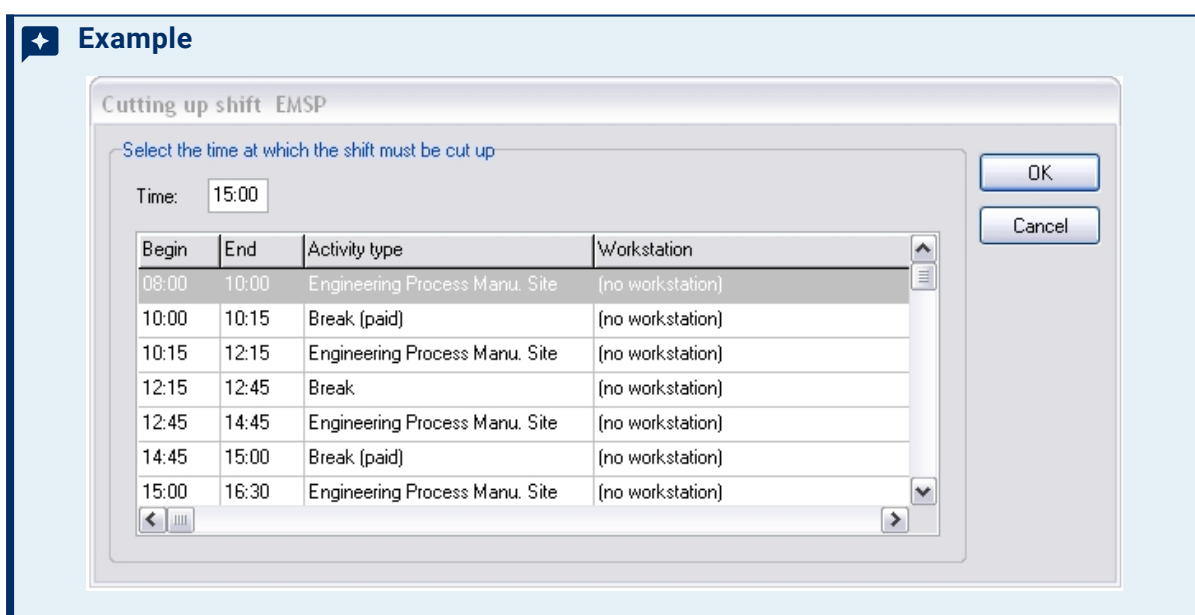 Example
Cutting up shift EMSP
Select the time at which the shift must be cut up
Time: 15:00
OK
Cancel
Begin End Activity type Workstation
08:00 10:00 Engineering Process Manu. Site (no workstation)
10:00 10:15 Break (paid) (no workstation)
10:15 12:15 Engineering Process Manu. Site (no workstation)
12:15 12:45 Break (no workstation)
12:45 14:45 Engineering Process Manu. Site (no workstation)
14:45 15:00 Break (paid) (no workstation)
15:00 16:30 Engineering Process Manu. Site (no workstation)